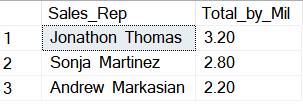 Sales_Rep Total_by_Mil
1 Jonathon Thomas 3.20
2 Sonja Martinez 2.80
3 Andrew Markasian 2.20